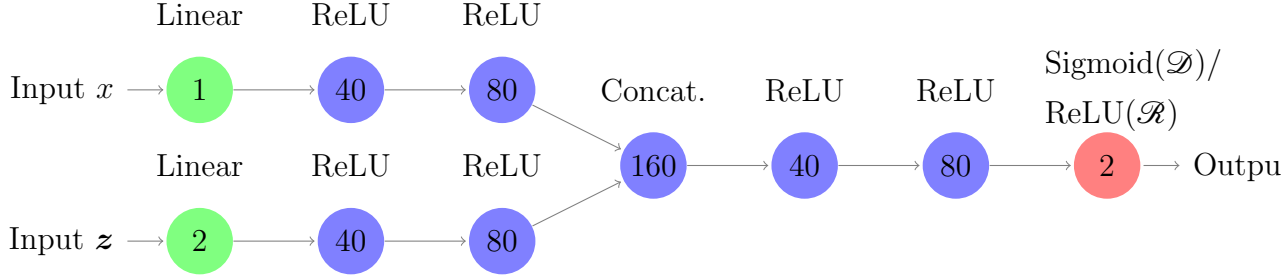 Linear ReLU ReLU
Input x 1 40 80
Sigmoid(𝒟)/
Concat. ReLU ReLU ReLU(ℛ)
160 40 80 2 Outpu
Linear ReLU ReLU
Input z 2 40 80